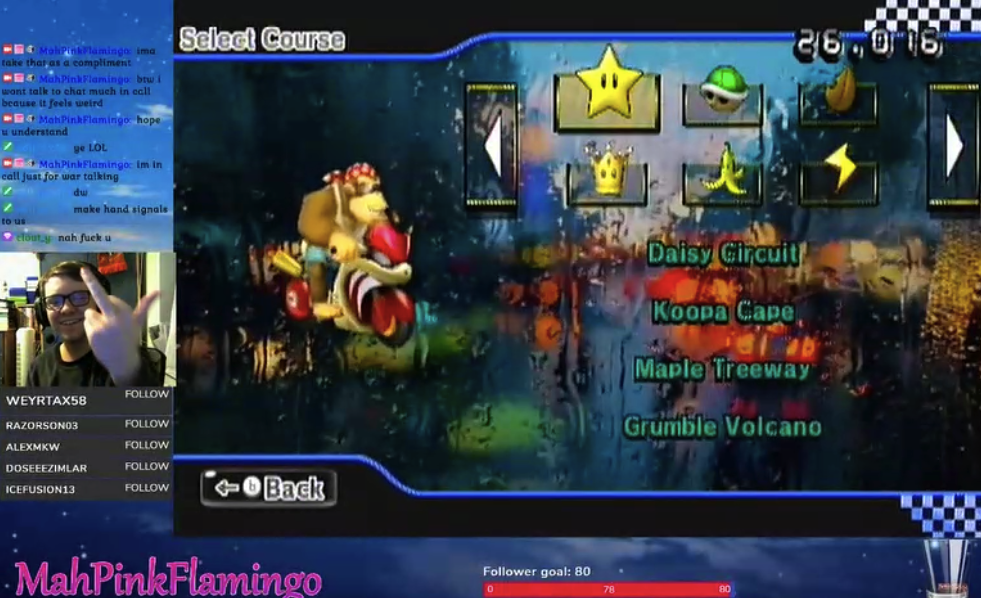 Select Course
26.016
MahPinkFlamingo: ima
take that as a compliment
MahPinkFlamingo: btw i
wont talk to chat much in call
bcause it feels weird
MahPinkFlamingo: hope
u understand
ye LOL
MahPinkFlamingo: im in
call just for war talking
dw
make hand signals
to us
clout_y: nah fuck u
Daisy Circuit
Koopa Cape
Maple Treeway
Grumble Volcano
WEYRTAX58 FOLLOW
RAZORSON03 FOLLOW
ALEXMKW FOLLOW
DOSEEEZIMLAR FOLLOW
ICEFUSION13 FOLLOW
b Back
MahPinkFlamingo
Follower goal: 80
0 78 80